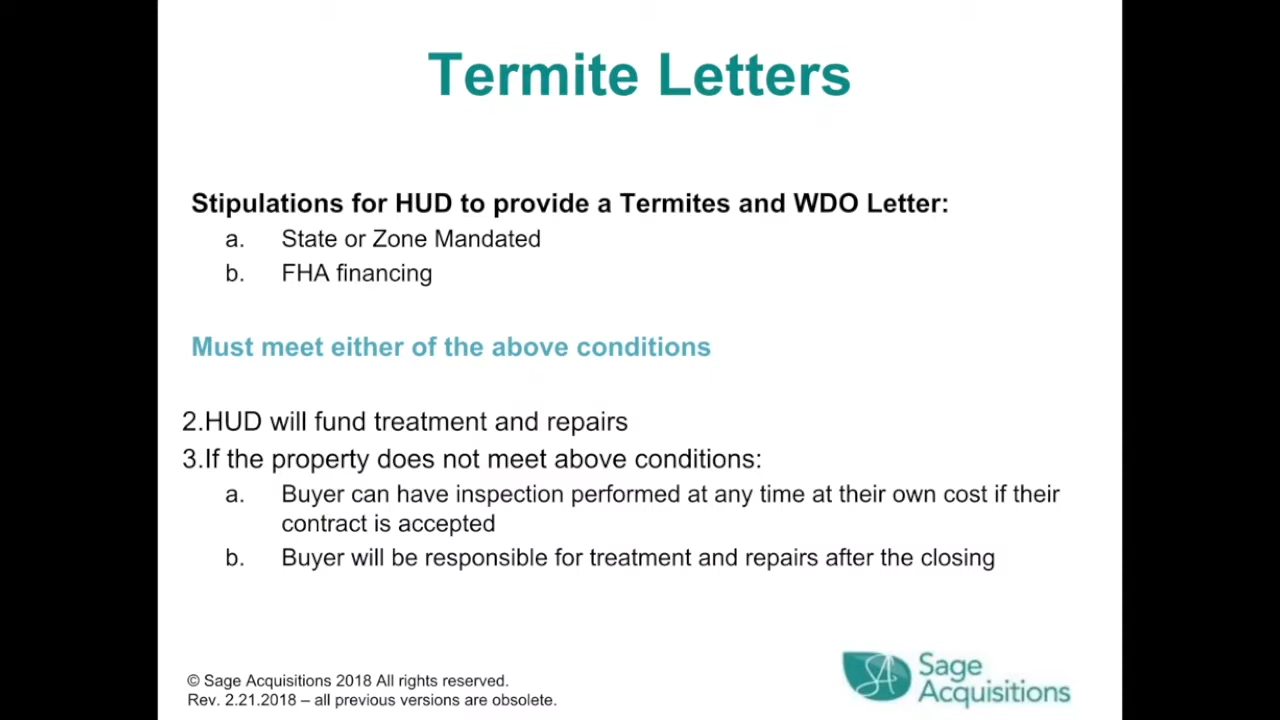 Termite Letters
Stipulations for HUD to provide a Termites and WDO Letter:
a. State or Zone Mandated
b. FHA financing
Must meet either of the above conditions
2.HUD will fund treatment and repairs
3.If the property does not meet above conditions:
a. Buyer can have inspection performed at any time at their own cost if their
contract is accepted
b. Buyer will be responsible for treatment and repairs after the closing
© Sage Acquisitions 2018 All rights reserved.
Rev. 2.21.2018 – all previous versions are obsolete.
SA
Sage
Acquisitions